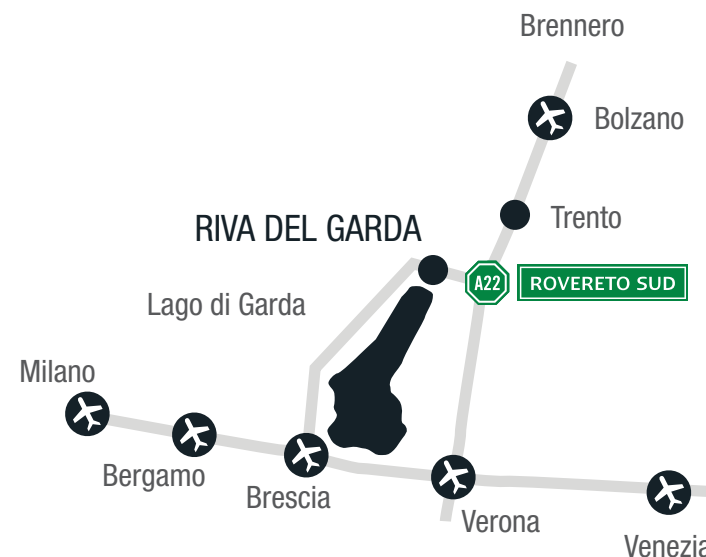 Brennero
Bolzano
Trento
RIVA DEL GARDA
A22
ROVERETO SUD
Lago di Garda
Milano
Bergamo
Brescia
Verona
Venezia